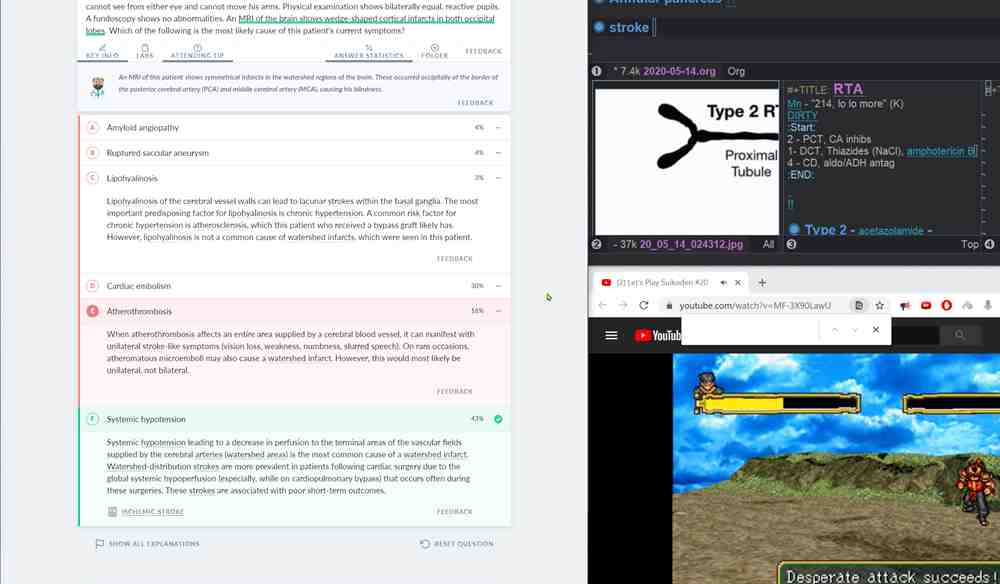 cannot see from either eye and cannot move his arms. Physical examination shows bilaterally equal, reactive pupils.
A fundoscopy shows no abnormalities. An MRI of the brain shows wedge-shaped cortical infarcts in both occipital
lobes. Which of the following is the most likely cause of this patient's current symptoms?
KEY INFO
LABS
ATTENDING TIP
ANSWER STATISTICS
FOLDER
FEEDBACK
An MRI of this patient shows symmetrical infarcts in the watershed regions of the brain. These occurred occipitally at the border of
the posterior cerebral artery (PCA) and middle cerebral artery (MCA), causing his blindness.
FEEDBACK
A Amyloid angiopathy 4% –
B Ruptured saccular aneurysm 4% –
C Lipohyalinosis 3% –
Lipohyalinosis of the cerebral vessel walls can lead to lacunar strokes within the basal ganglia. The most
important predisposing factor for lipohyalinosis is chronic hypertension. A common risk factor for
chronic hypertension is atherosclerosis, which this patient who received a bypass graft likely has.
However, lipohyalinosis is not a common cause of watershed infarcts, which were seen in this patient.
FEEDBACK
D Cardiac embolism 30% –
E Atherothrombosis 16% –
When atherothrombosis affects an entire area supplied by a cerebral blood vessel, it can manifest with
unilateral stroke-like symptoms (vision loss, weakness, numbness, slurred speech). On rare occasions,
atheromatous microemboli may also cause a watershed infarct. However, this would most likely be
unilateral, not bilateral.
FEEDBACK
F Systemic hypotension 43%
Systemic hypotension leading to a decrease in perfusion to the terminal areas of the vascular fields
supplied by the cerebral arteries (watershed areas) is the most common cause of a watershed infarct.
Watershed-distribution strokes are more prevalent in patients following cardiac surgery due to the
global systemic hypoperfusion (especially, while on cardiopulmonary bypass) that occurs often during
these surgeries. These strokes are associated with poor short-term outcomes.
ISCHEMIC STROKE
FEEDBACK
SHOW ALL EXPLANATIONS
RESET QUESTION
Annular pancreas
stroke
1 * 7.4k 2020-05-14.org Org
Type 2 RT
Proximal
Tubule
2 - 37k 20_05_14_024312.jpg All
#+TITLE: RTA
Mn - "214, lo lo more" (K)
DIRTY
:Start:
2 - PCT, CA inhibs
1- DCT, Thiazides (NaCl), amphotericin B
4 - CD, aldo/ADH antag
:END:
!!
Type 2 - acetazolamide -
3 Top 4
(2) Let's Play Suikoden #20
youtube.com/watch?v=MF-3X90LawU
YouTub
Desperate attack succeeds!